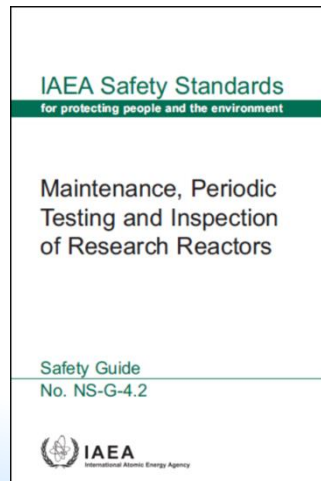 IAEA Safety Standards
for protecting people and the environment
Maintenance, Periodic
Testing and Inspection
of Research Reactors
Safety Guide
No. NS-G-4.2
IAEA
International Atomic Energy Agency